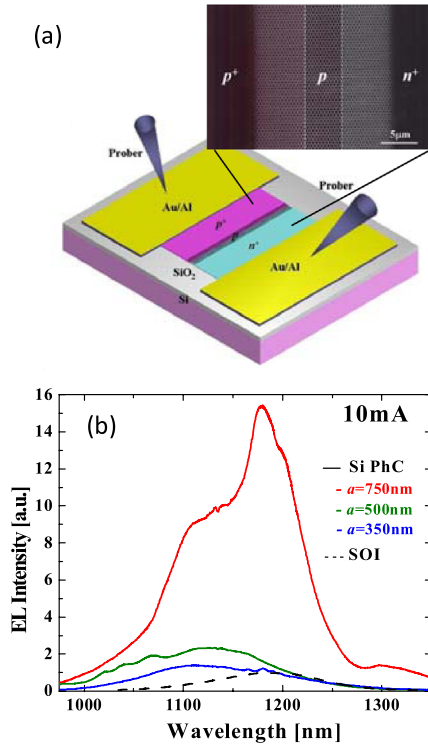 (a)
p+ p n+
5μm
Prober
Au/Al
Prober
p+
p
n+
Au/Al
SiO2
Si
(b)
10mA
Si PhC
a=750nm
a=500nm
a=350nm
SOI
EL Intensity [a.u.]
16
14
12
10
8
6
4
2
0
1000 1100 1200 1300
Wavelength [nm]